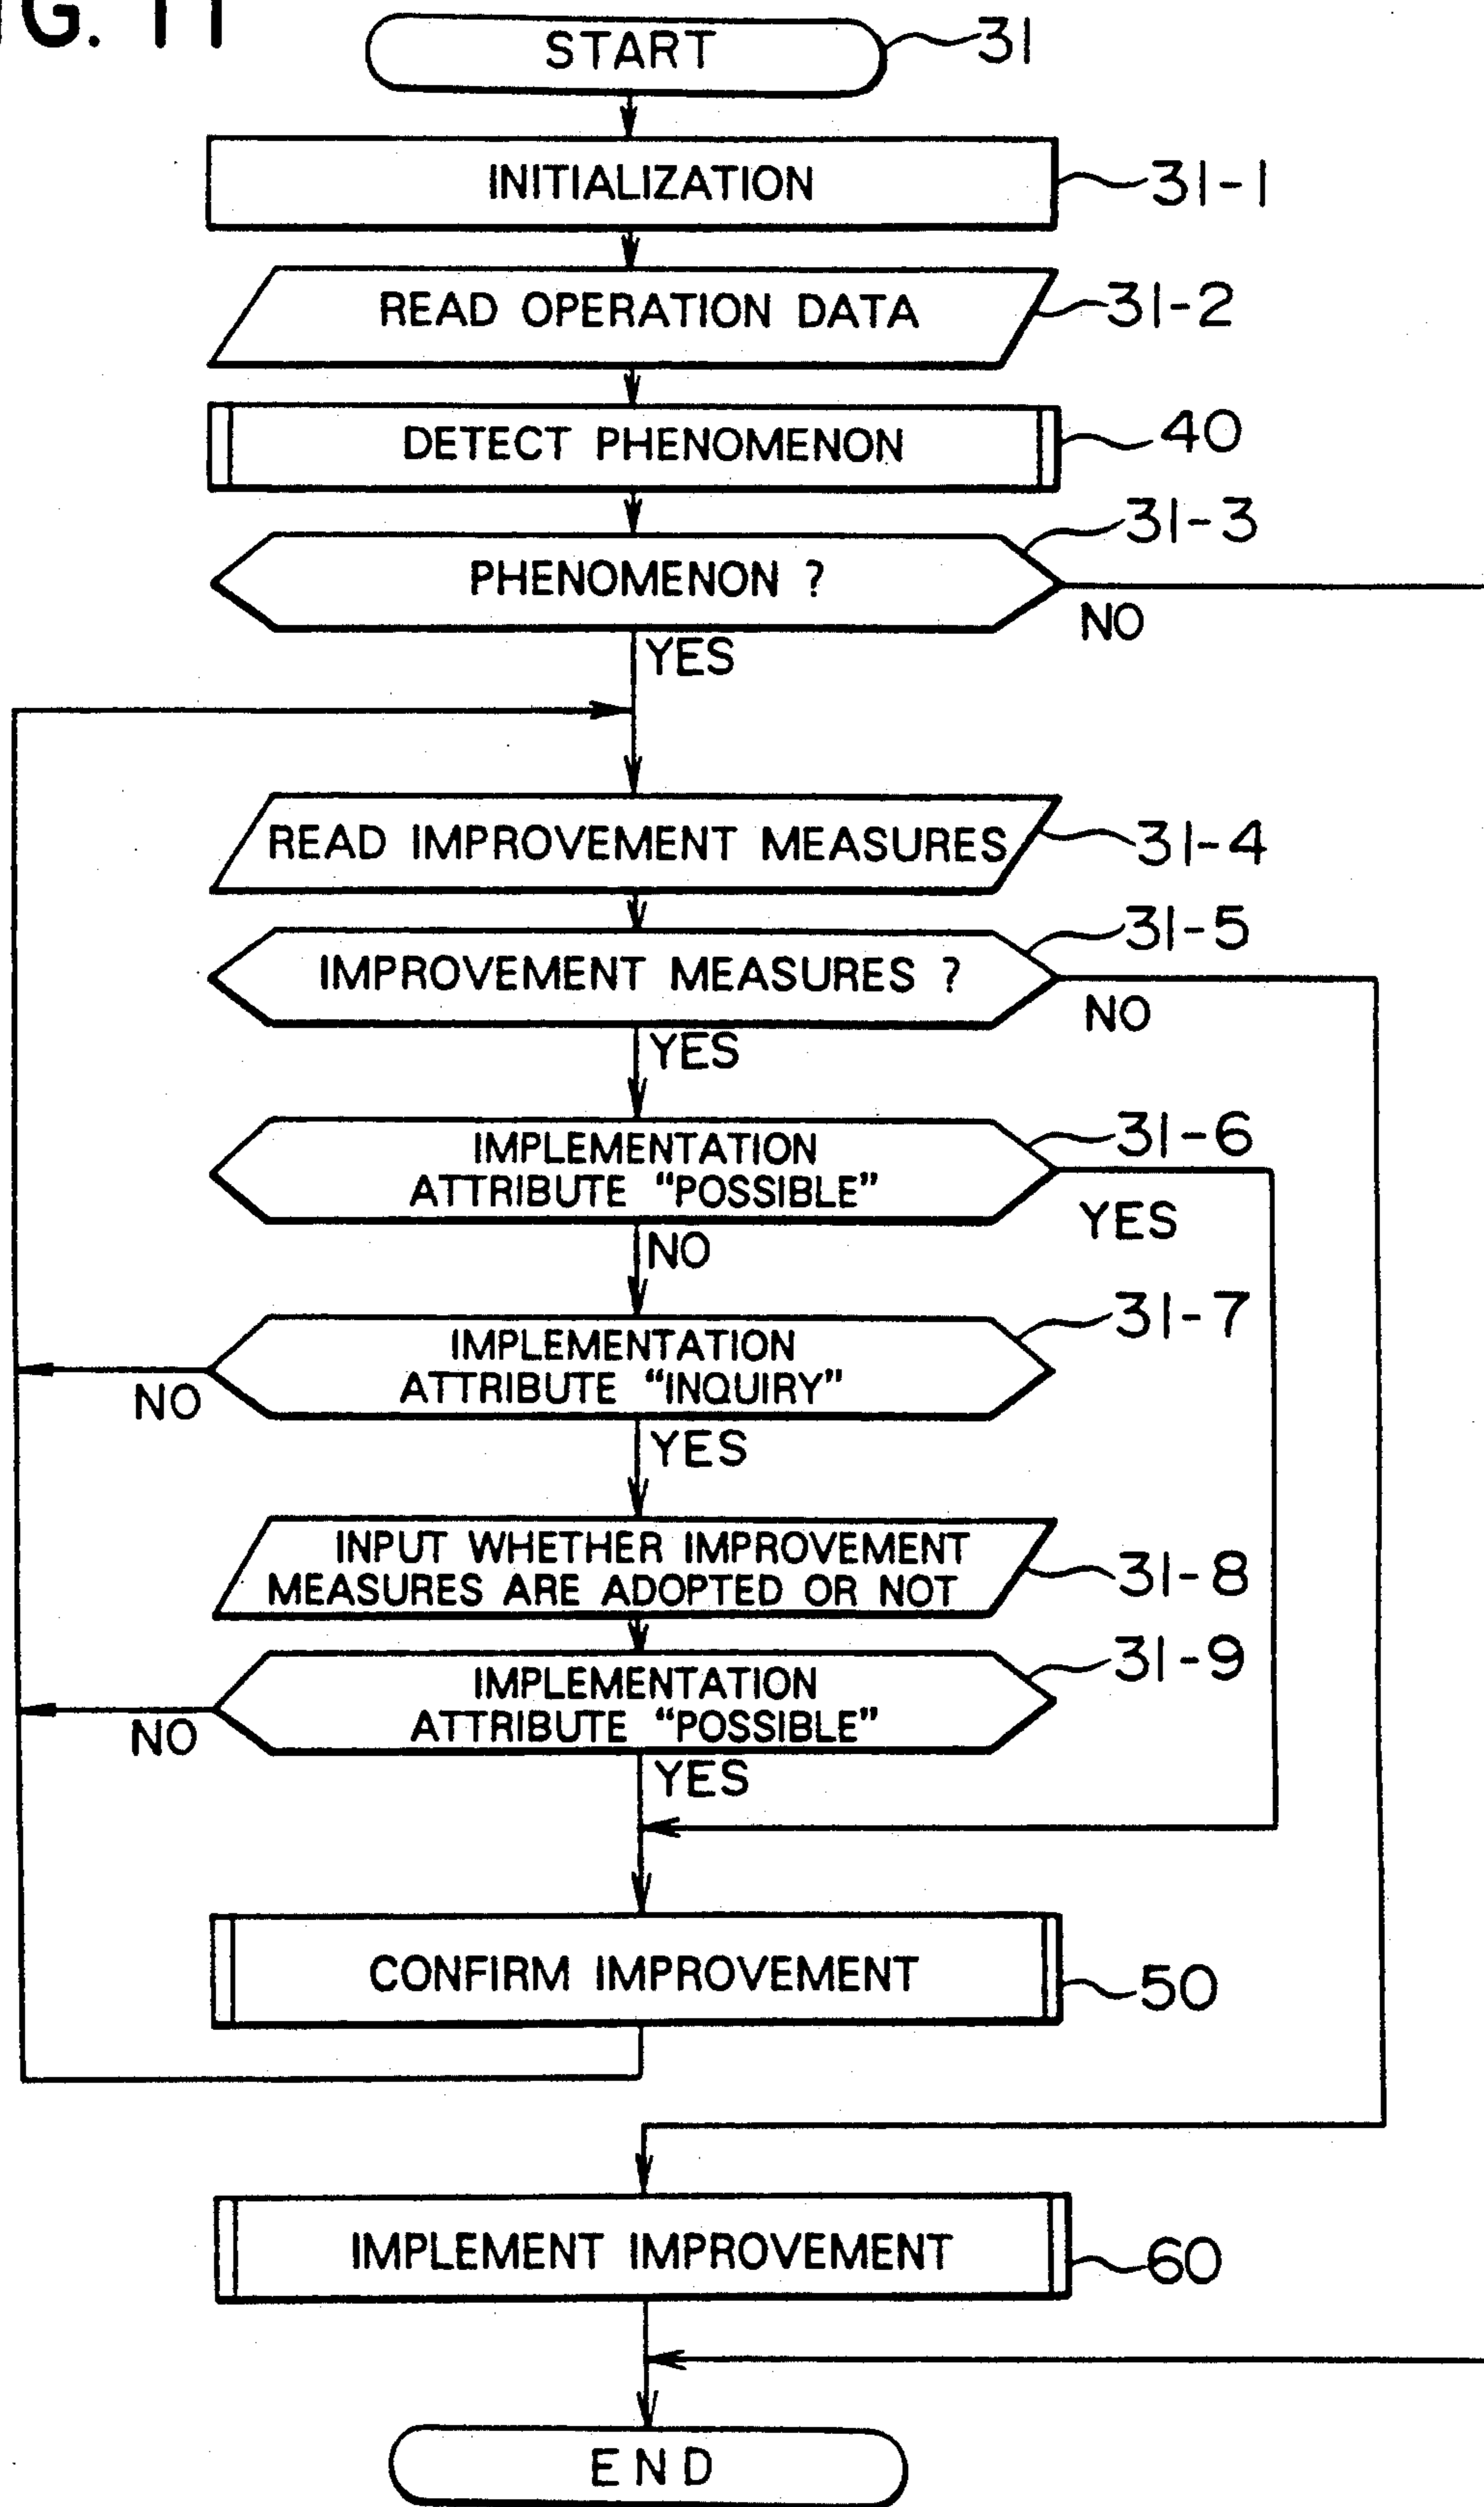 FIG. 11
START
31
INITIALIZATION
31-1
READ OPERATION DATA
31-2
DETECT PHENOMENON
40
31-3
PHENOMENON ?
NO
YES
READ IMPROVEMENT MEASURES
31-4
31-5
IMPROVEMENT MEASURES ?
NO
YES
31-6
IMPLEMENTATION
ATTRIBUTE "POSSIBLE"
YES
NO
31-7
IMPLEMENTATION
ATTRIBUTE "INQUIRY"
NO
YES
INPUT WHETHER IMPROVEMENT
MEASURES ARE ADOPTED OR NOT
31-8
31-9
IMPLEMENTATION
ATTRIBUTE "POSSIBLE"
NO
YES
CONFIRM IMPROVEMENT
50
IMPLEMENT IMPROVEMENT
60
END